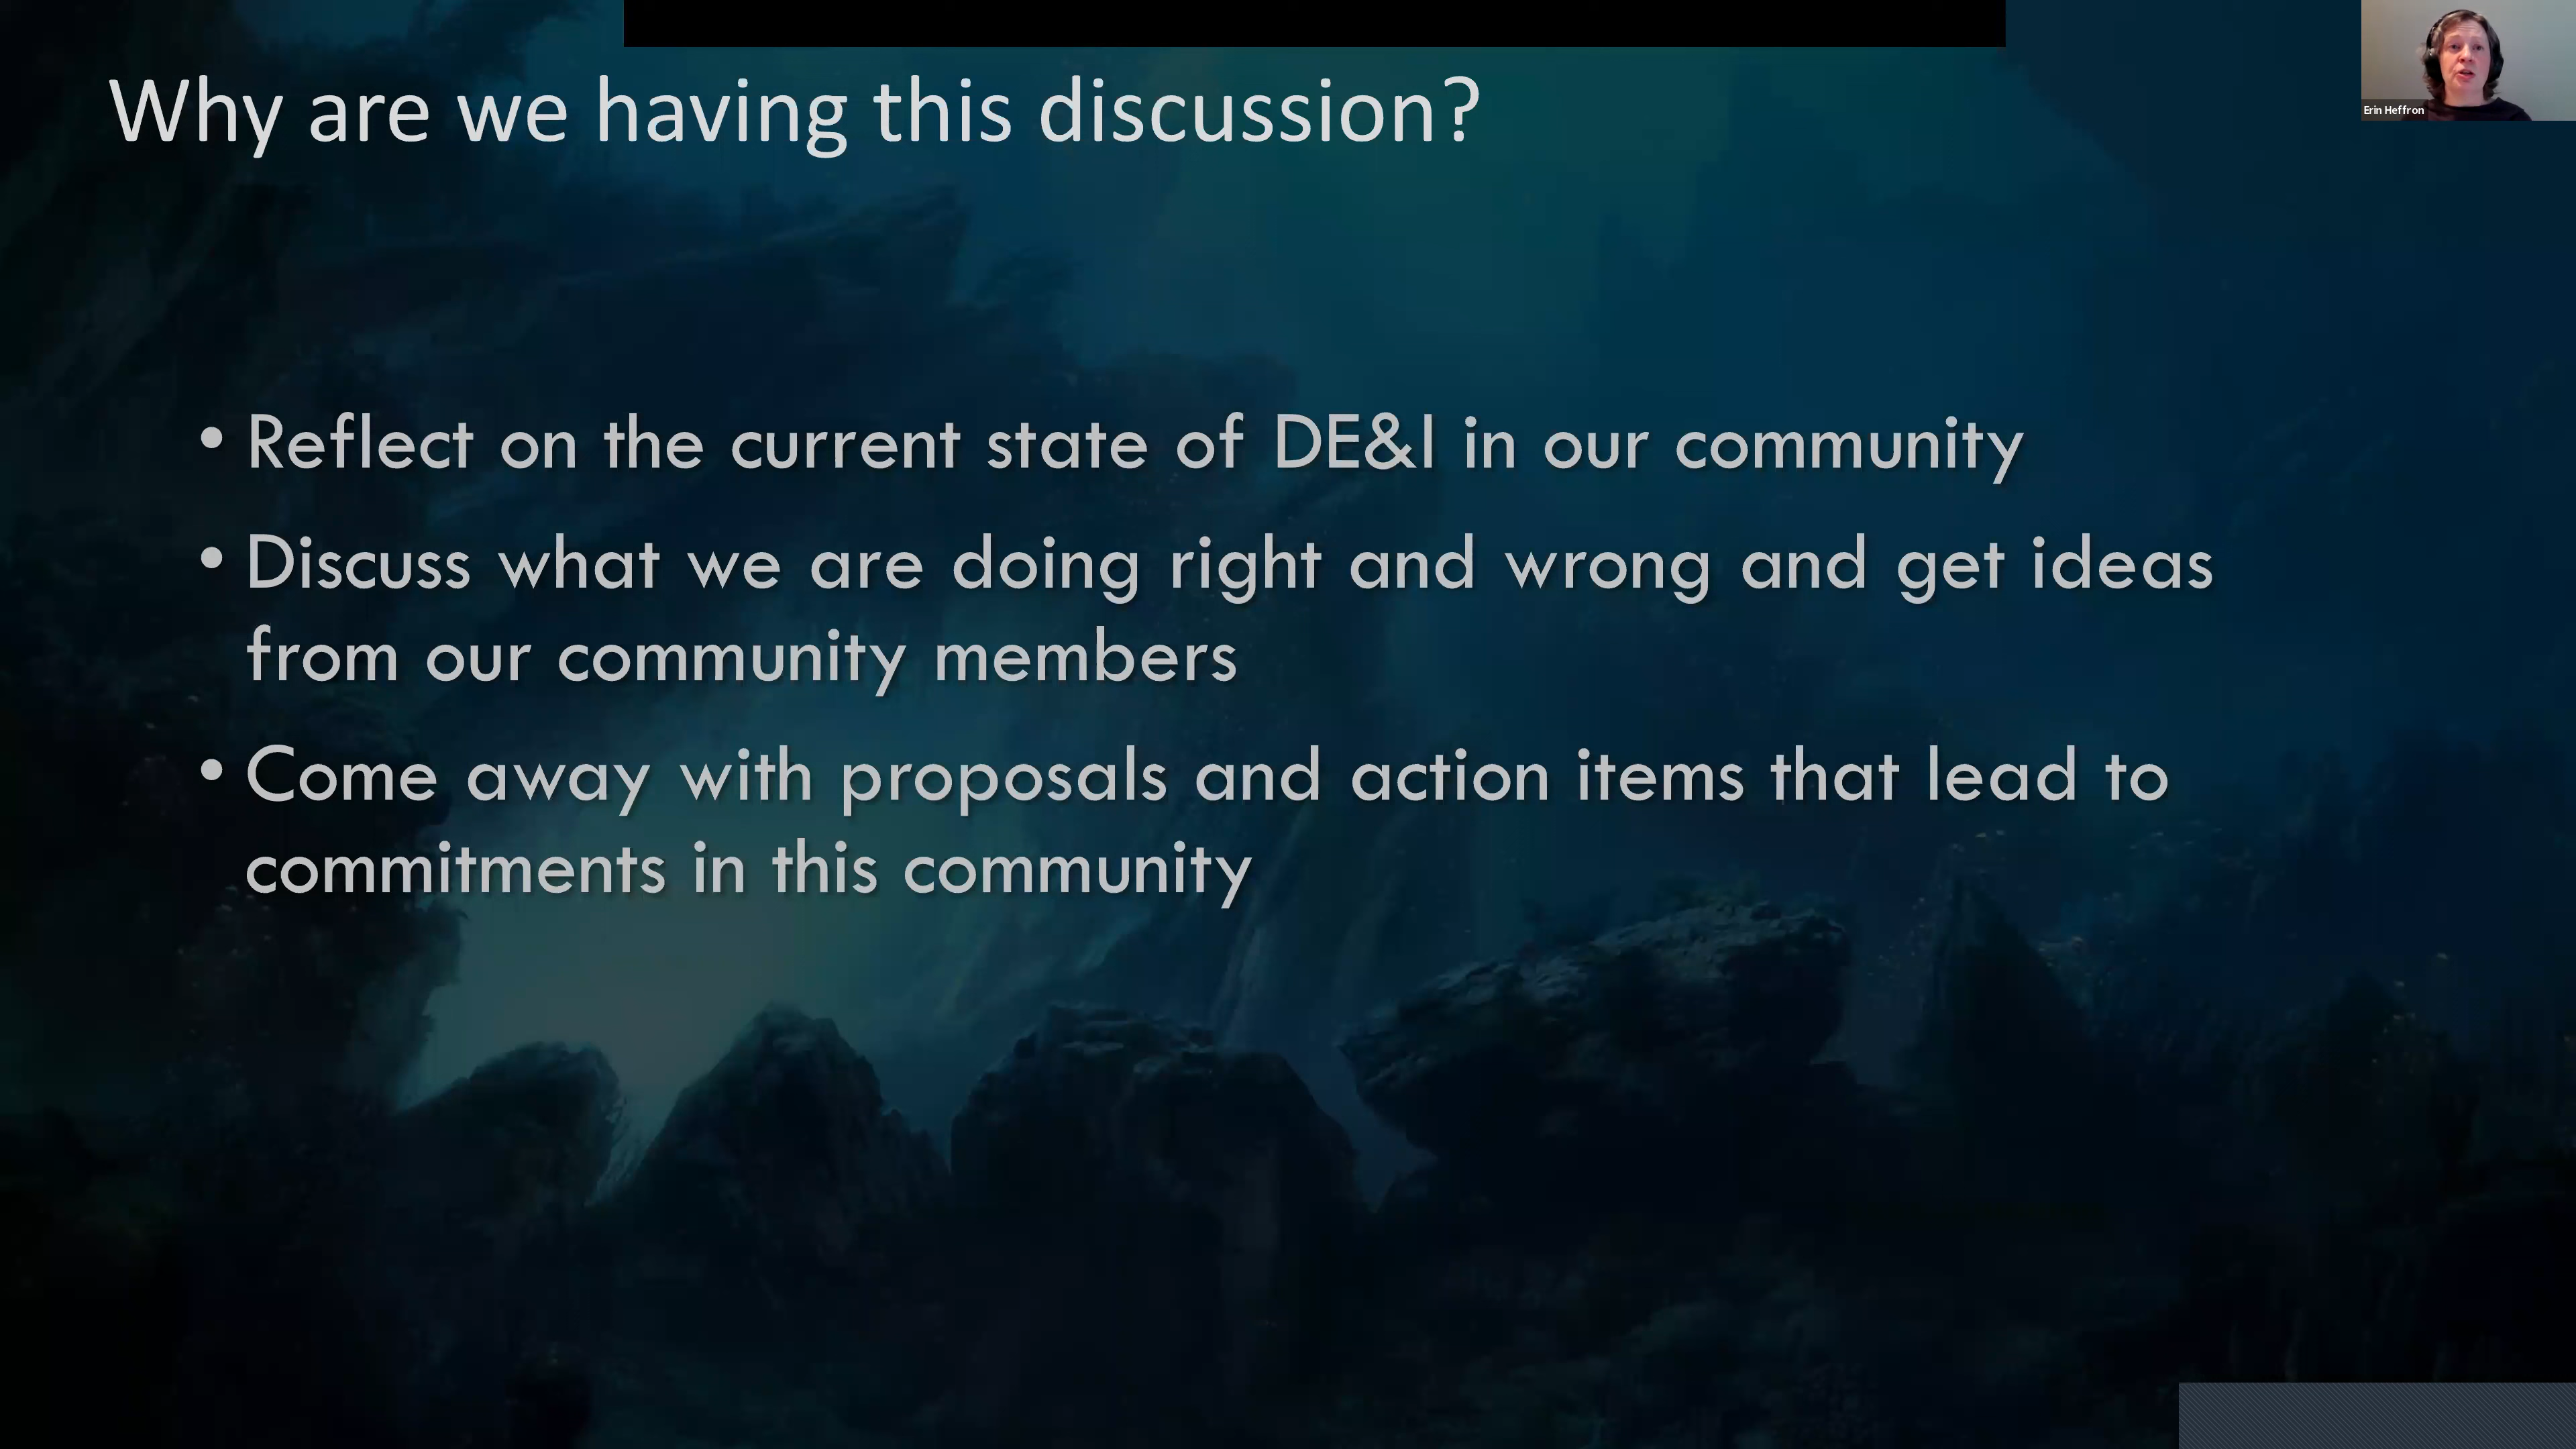 Why are we having this discussion?
Erin Heffron
• Reflect on the current state of DE&I in our community
• Discuss what we are doing right and wrong and get ideas
from our community members
• Come away with proposals and action items that lead to
commitments in this community